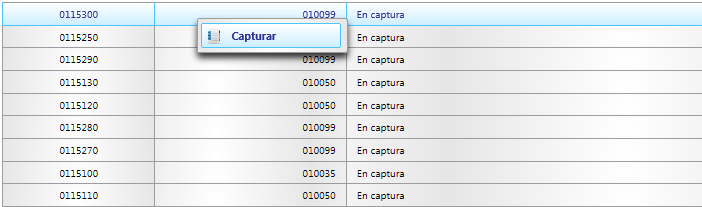 0115300 010099 En captura
0115250 En captura
Capturar
0115290 010099 En captura
0115130 010050 En captura
0115120 010050 En captura
0115280 010099 En captura
0115270 010099 En captura
0115100 010035 En captura
0115110 010050 En captura